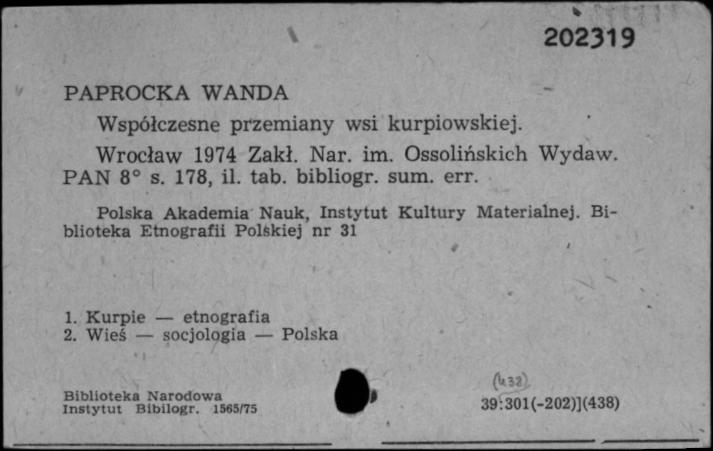 202319
PAPROCKA WANDA
Współczesne przemiany wsi kurpiowskiej.
Wrocław 1974 Zakł. Nar. im. Ossolińskich Wydaw.
PAN 8° s. 178, il. tab. bibliogr. sum. err.
Polska Akademia Nauk, Instytut Kultury Materialnej. Bi-
blioteka Etnografii Polskiej nr 31
1. Kurpie — etnografia
2. Wieś — socjologia — Polska
(438)
Biblioteka Narodowa
Instytut Bibilogr. 1565/75
39:301(-202)](438)